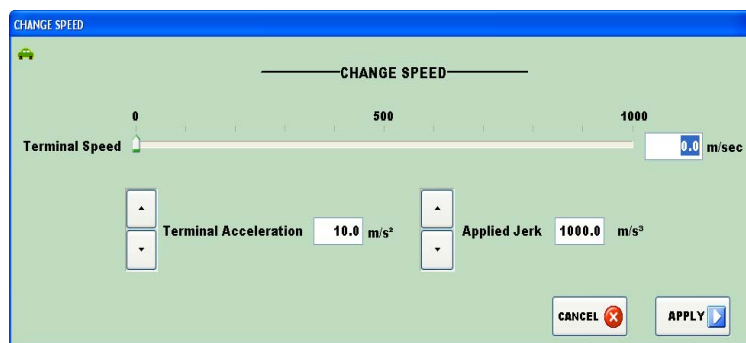 CHANGE SPEED
CHANGE SPEED
0 500 1000
Terminal Speed 0.0 m/sec
Terminal Acceleration 10.0 m/s² Applied Jerk 1000.0 m/s³
CANCEL APPLY